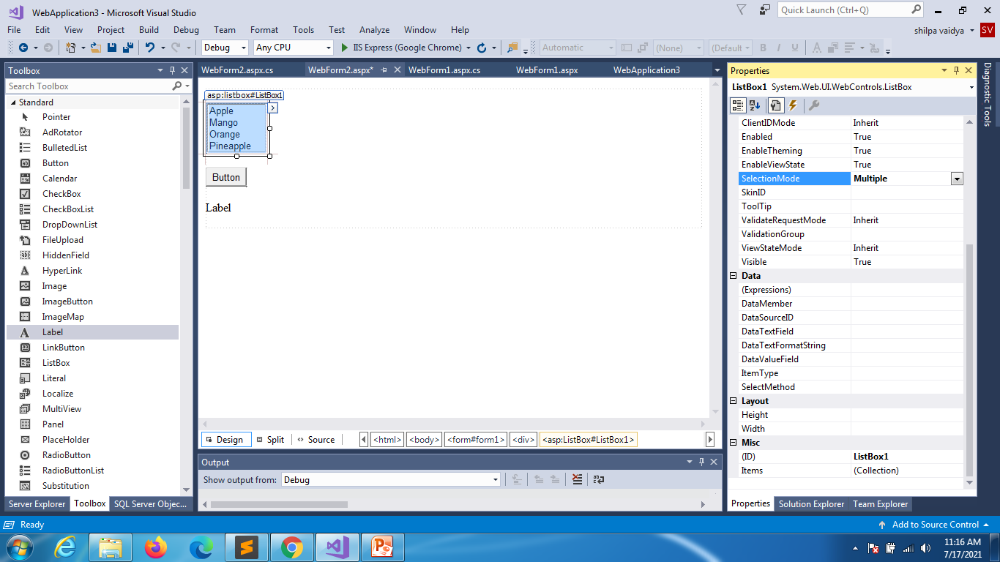 WebApplication3 - Microsoft Visual Studio
Quick Launch (Ctrl+Q)
File Edit View Project Build Debug Team Format Tools Test Analyze Window Help
shilpa vaidya SV
Debug Any CPU IIS Express (Google Chrome) Automatic (None) (Default B I U A
Toolbox
Search Toolbox
Standard
Pointer
AdRotator
BulletedList
Button
Calendar
CheckBox
CheckBoxList
DropDownList
FileUpload
HiddenField
HyperLink
Image
ImageButton
ImageMap
Label
LinkButton
ListBox
Literal
Localize
MultiView
Panel
PlaceHolder
RadioButton
RadioButtonList
Substitution
Server Explorer Toolbox SQL Server Objec...
WebForm2.aspx.cs WebForm2.aspx* WebForm1.aspx.cs WebForm1.aspx WebApplication3
asp:listbox#ListBox1
Apple
Mango
Orange
Pineapple
Button
Label
Design Split Source <html> <body> <form#form1> <div> <asp:ListBox#ListBox1>
Output
Show output from: Debug
Properties
ListBox1 System.Web.UI.WebControls.ListBox
ClientIDMode Inherit
Enabled True
EnableTheming True
EnableViewState True
SelectionMode Multiple
SkinID
ToolTip
ValidateRequestMode Inherit
ValidationGroup
ViewStateMode Inherit
Visible True
Data
(Expressions)
DataMember
DataSourceID
DataTextField
DataTextFormatString
DataValueField
ItemType
SelectMethod
Layout
Height
Width
Misc
(ID) ListBox1
Items (Collection)
Properties Solution Explorer Team Explorer
Diagnostic Tools
Ready
Add to Source Control
11:16 AM
7/17/2021